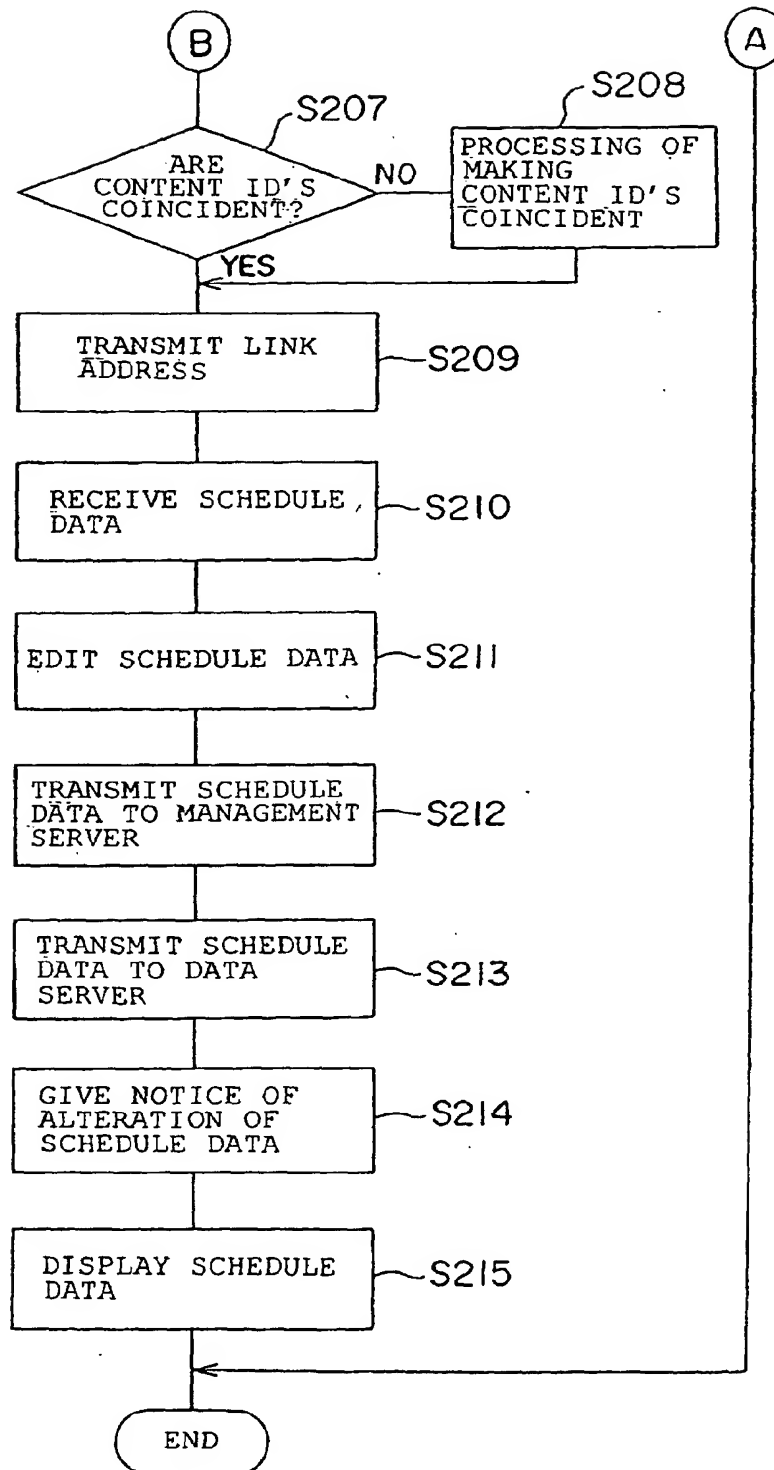 B
A
S207
S208
ARE
CONTENT ID'S
COINCIDENT?
NO
PROCESSING OF
MAKING
CONTENT ID'S
COINCIDENT
YES
TRANSMIT LINK
ADDRESS
S209
RECEIVE SCHEDULE
DATA
S210
EDIT SCHEDULE DATA
S211
TRANSMIT SCHEDULE
DATA TO MANAGEMENT
SERVER
S212
TRANSMIT SCHEDULE
DATA TO DATA
SERVER
S213
GIVE NOTICE OF
ALTERATION OF
SCHEDULE DATA
S214
DISPLAY SCHEDULE
DATA
S215
END